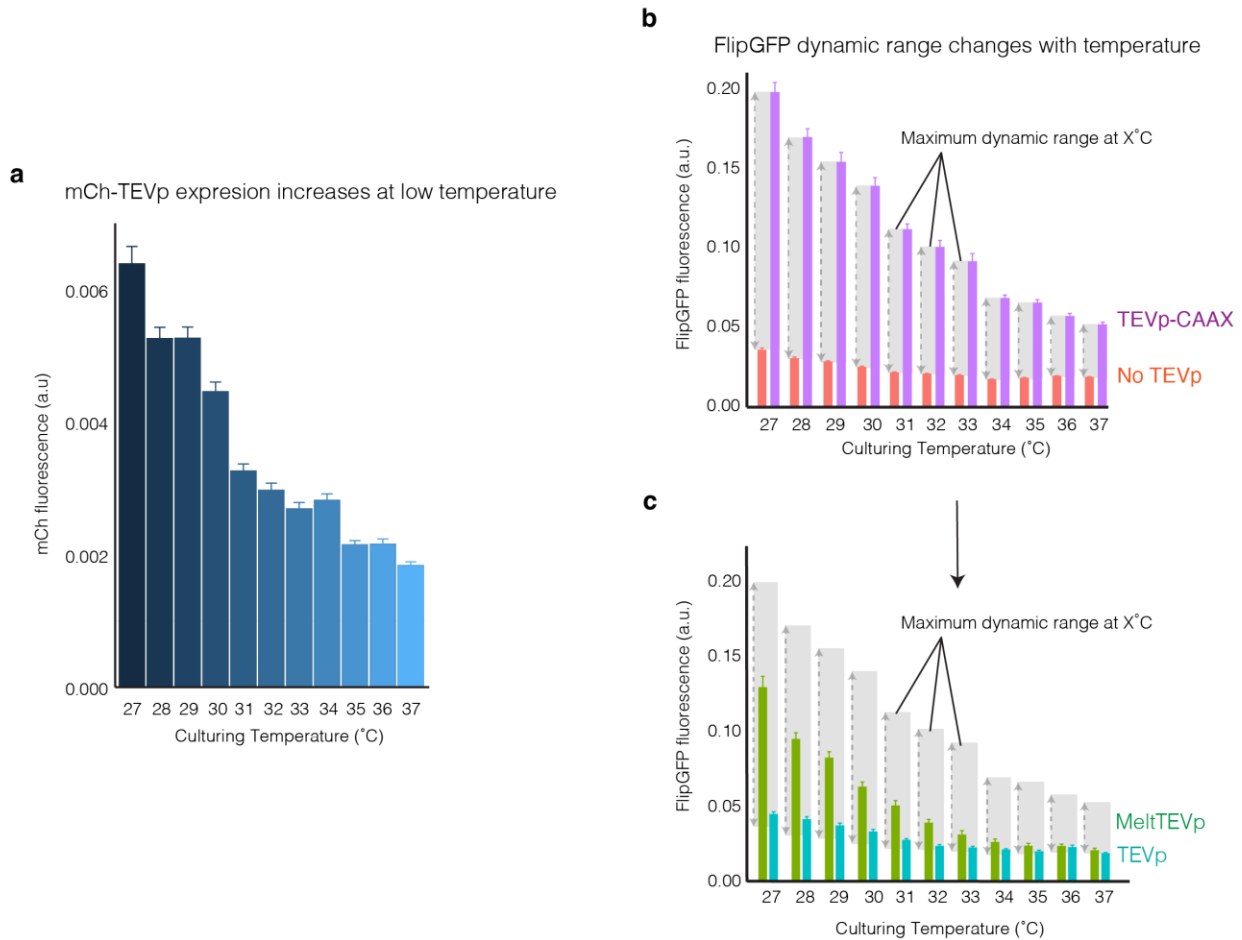 a
mCh-TEVp expresion increases at low temperature
mCh fluorescence (a.u)
0.006
0.004
0.002
0.000
27 28 29 30 31 32 33 34 35 36 37
Culturing Temperature (˚C)
b
FlipGFP dynamic range changes with temperature
FlipGFP fluorescence (a.u.)
0.20
0.15
0.10
0.05
0.00
Maximum dynamic range at X˚C
TEVp-CAAX
No TEVp
27 28 29 30 31 32 33 34 35 36 37
Culturing Temperature (˚C)
c
FlipGFP fluorescence (a.u.)
0.20
0.15
0.10
0.05
0.00
Maximum dynamic range at X˚C
MeltTEVp
TEVp
27 28 29 30 31 32 33 34 35 36 37
Culturing Temperature (˚C)